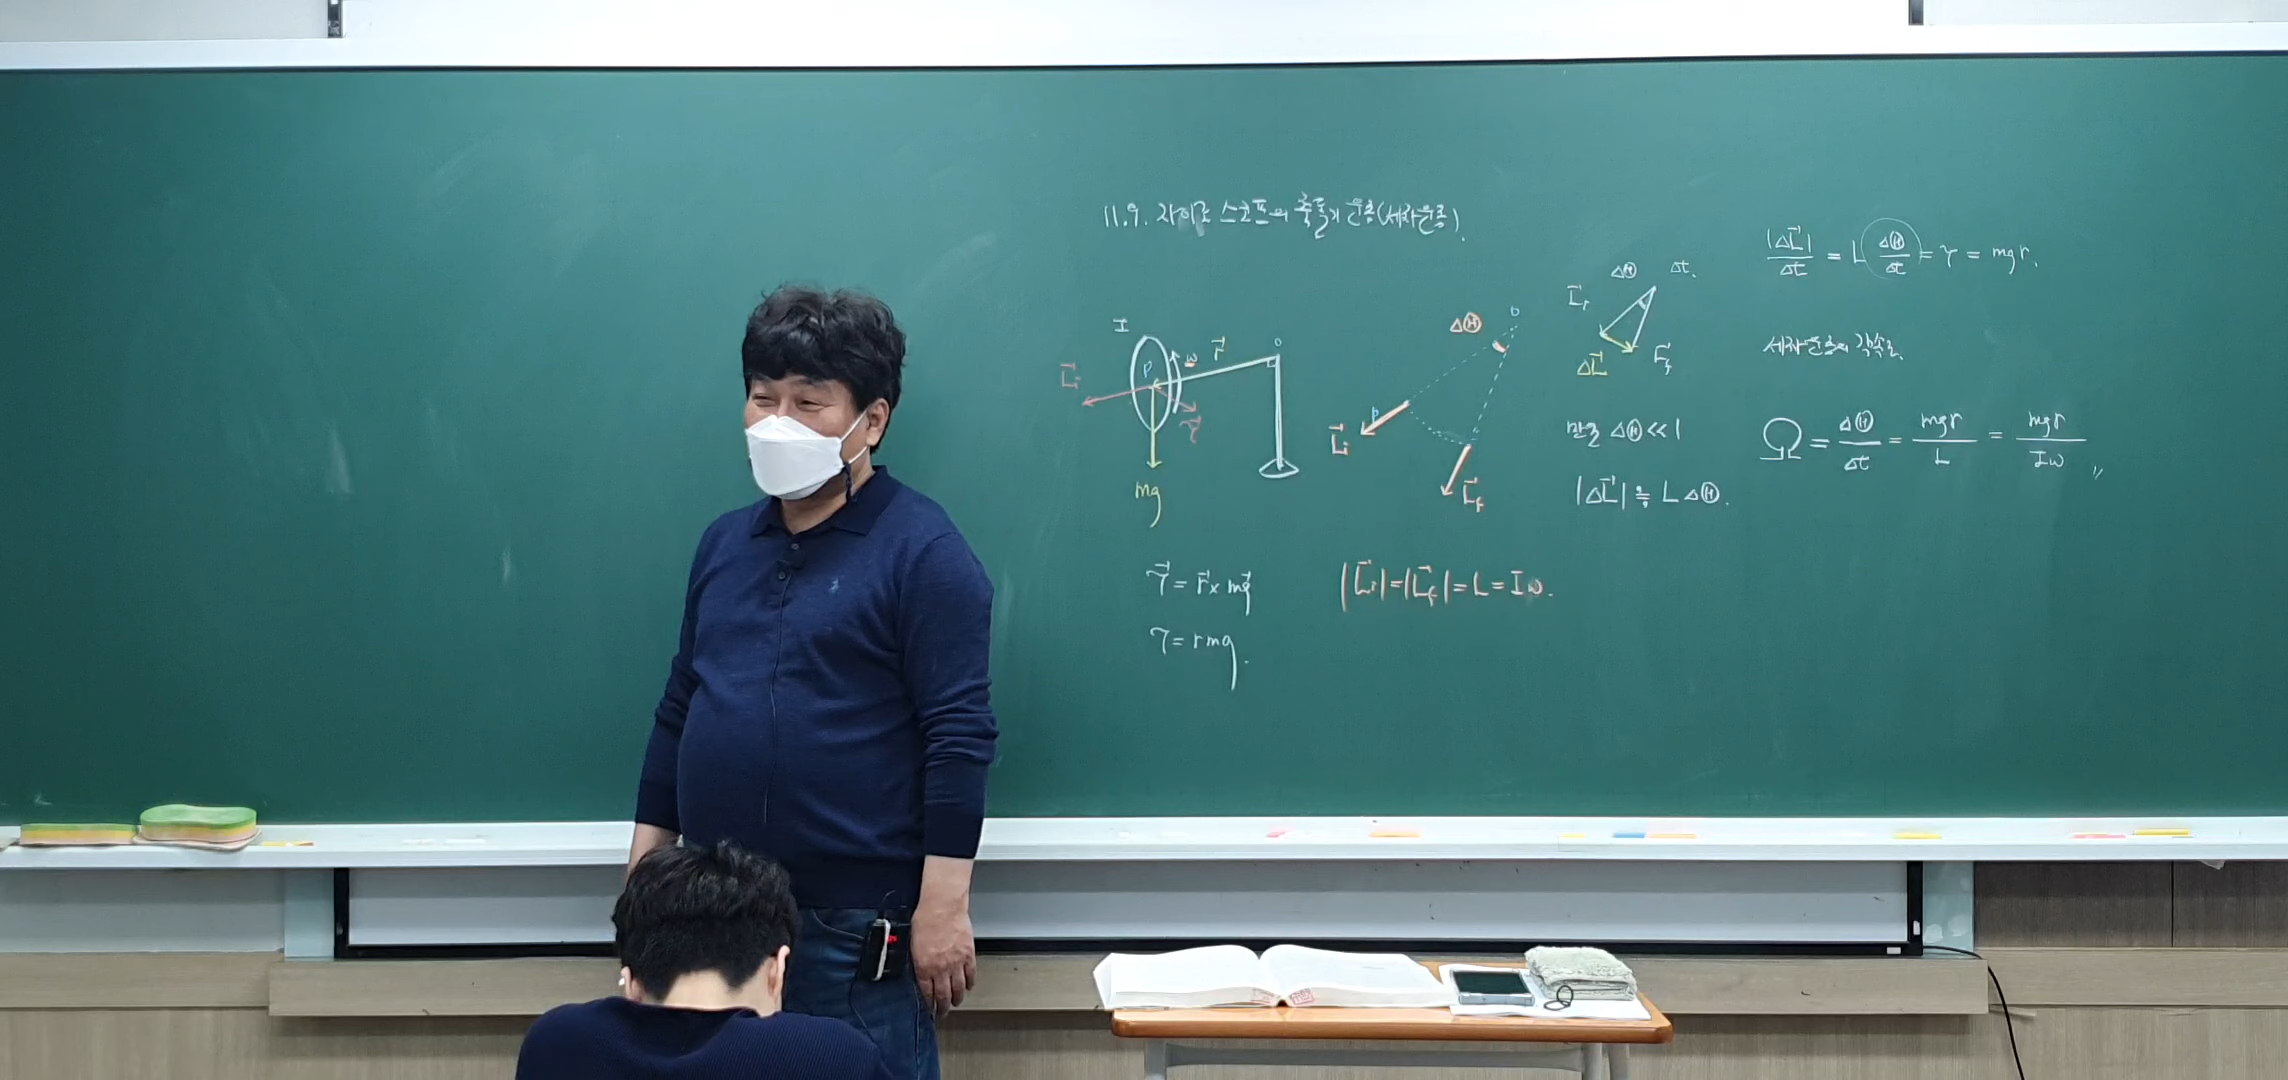 11.9. 자이로 스코프의 축돌기 운동(세차운동).
I
P
ω
r⃗
O
L⃗i
τ⃗
mg
τ⃗ = r⃗ × mg⃗
τ = rmg.
ΔΘ
O
P
L⃗i
L⃗f
|L⃗i| = |L⃗f| = L = Iω.
ΔΘ Δt.
L⃗i
ΔL⃗
L⃗f
만일 ΔΘ << 1
|ΔL⃗| ≒ LΔΘ.
|ΔL⃗|/Δt = L ΔΘ/Δt = τ = mgr.
세차운동의 각속도.
Ω = ΔΘ/Δt = mgr/L = mgr/Iω 〃